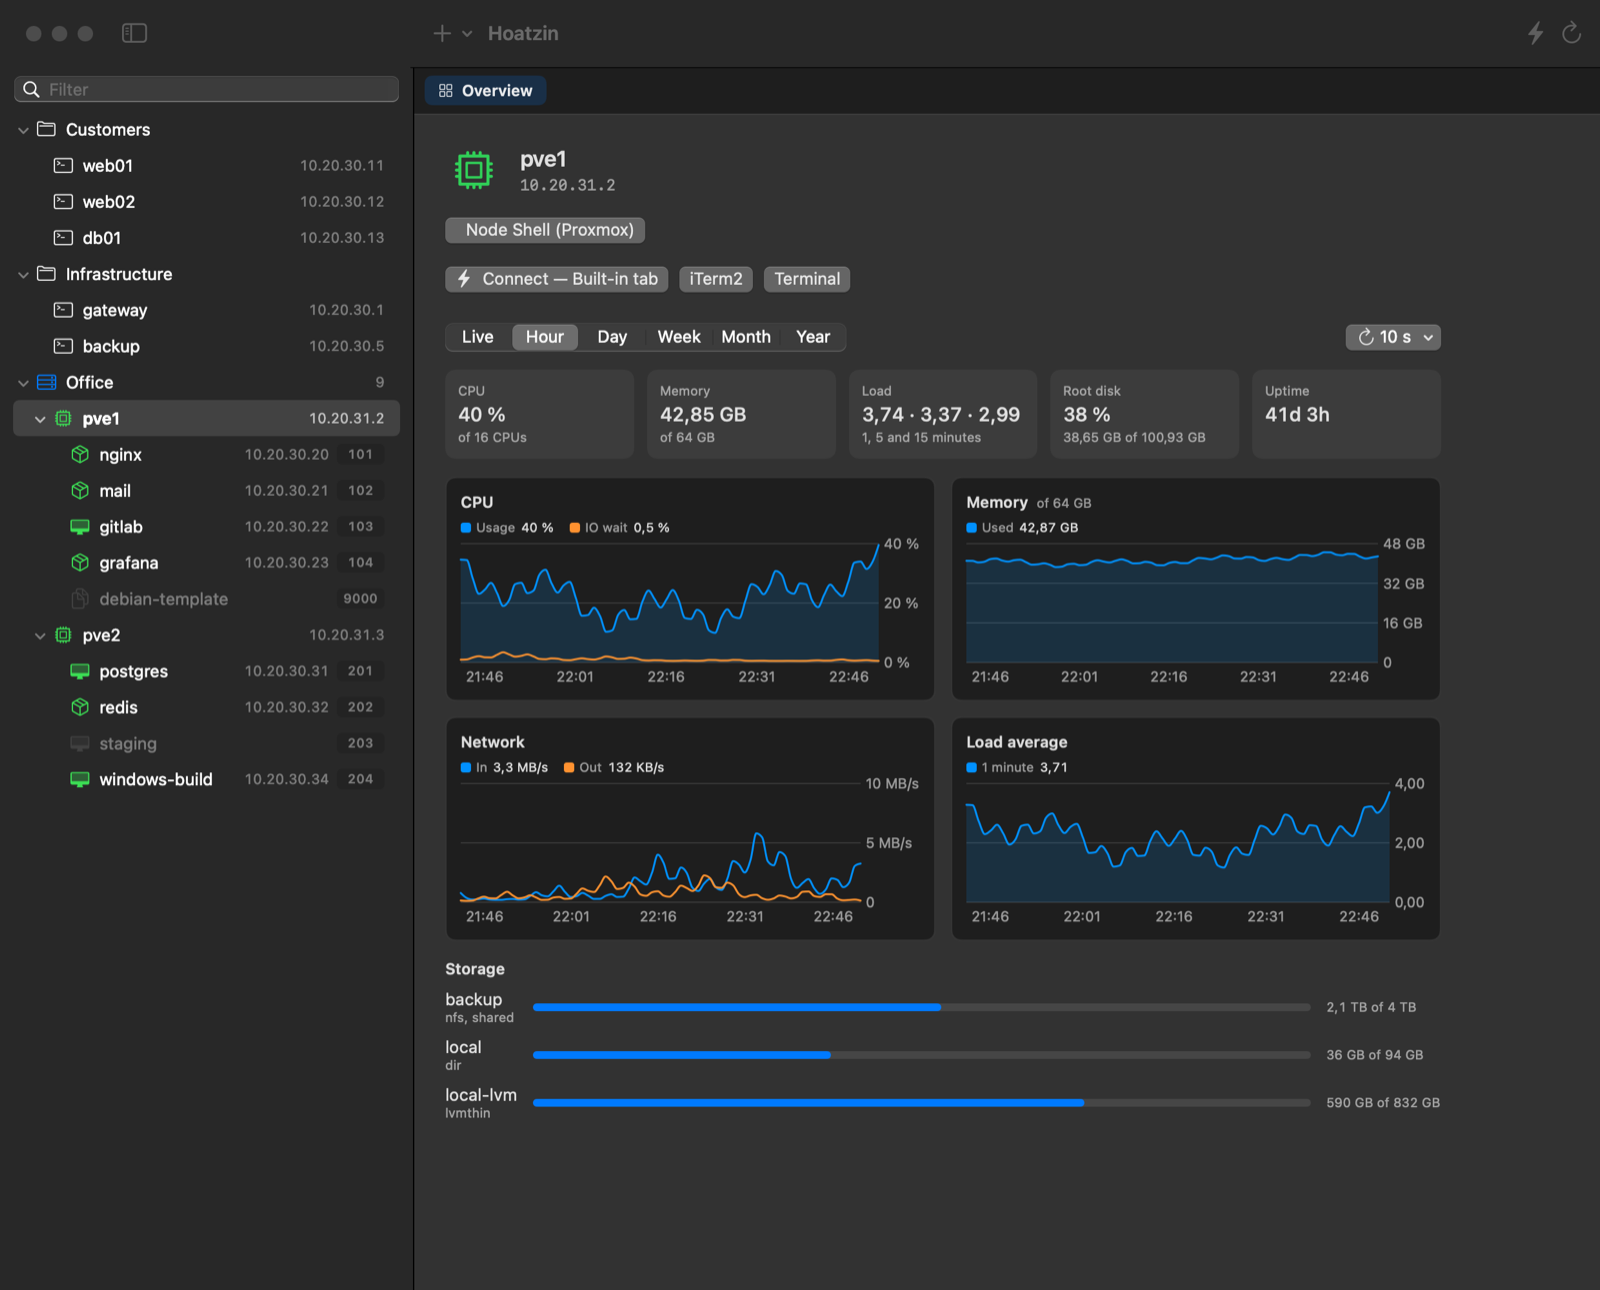 Hoatzin
Filter
Overview
Customers
web01 10.20.30.11
web02 10.20.30.12
db01 10.20.30.13
Infrastructure
gateway 10.20.30.1
backup 10.20.30.5
Office 9
pve1 10.20.31.2
nginx 10.20.30.20 101
mail 10.20.30.21 102
gitlab 10.20.30.22 103
grafana 10.20.30.23 104
debian-template 9000
pve2 10.20.31.3
postgres 10.20.30.31 201
redis 10.20.30.32 202
staging 203
windows-build 10.20.30.34 204
pve1
10.20.31.2
Node Shell (Proxmox)
Connect — Built-in tab iTerm2 Terminal
Live Hour Day Week Month Year 10 s
CPU
40 %
of 16 CPUs
Memory
42,85 GB
of 64 GB
Load
3,74 · 3,37 · 2,99
1, 5 and 15 minutes
Root disk
38 %
38,65 GB of 100,93 GB
Uptime
41d 3h
CPU
Usage 40 % IO wait 0,5 %
40 %
20 %
0 %
21:46 22:01 22:16 22:31 22:46
Memory of 64 GB
Used 42,87 GB
48 GB
32 GB
16 GB
0
21:46 22:01 22:16 22:31 22:46
Network
In 3,3 MB/s Out 132 KB/s
10 MB/s
5 MB/s
0
21:46 22:01 22:16 22:31 22:46
Load average
1 minute 3,71
4,00
2,00
0,00
21:46 22:01 22:16 22:31 22:46
Storage
backup
nfs, shared
2,1 TB of 4 TB
local
dir
36 GB of 94 GB
local-lvm
lvmthin
590 GB of 832 GB